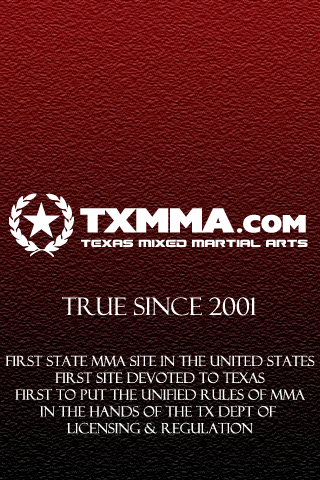 TXMMA.COM
TEXAS MIXED MARTIAL ARTS
TRUE SINCE 2001
FIRST STATE MMA SITE IN THE UNITED STATES
FIRST SITE DEVOTED TO TEXAS
FIRST TO PUT THE UNIFIED RULES OF MMA
IN THE HANDS OF THE TX DEPT OF
LICENSING & REGULATION